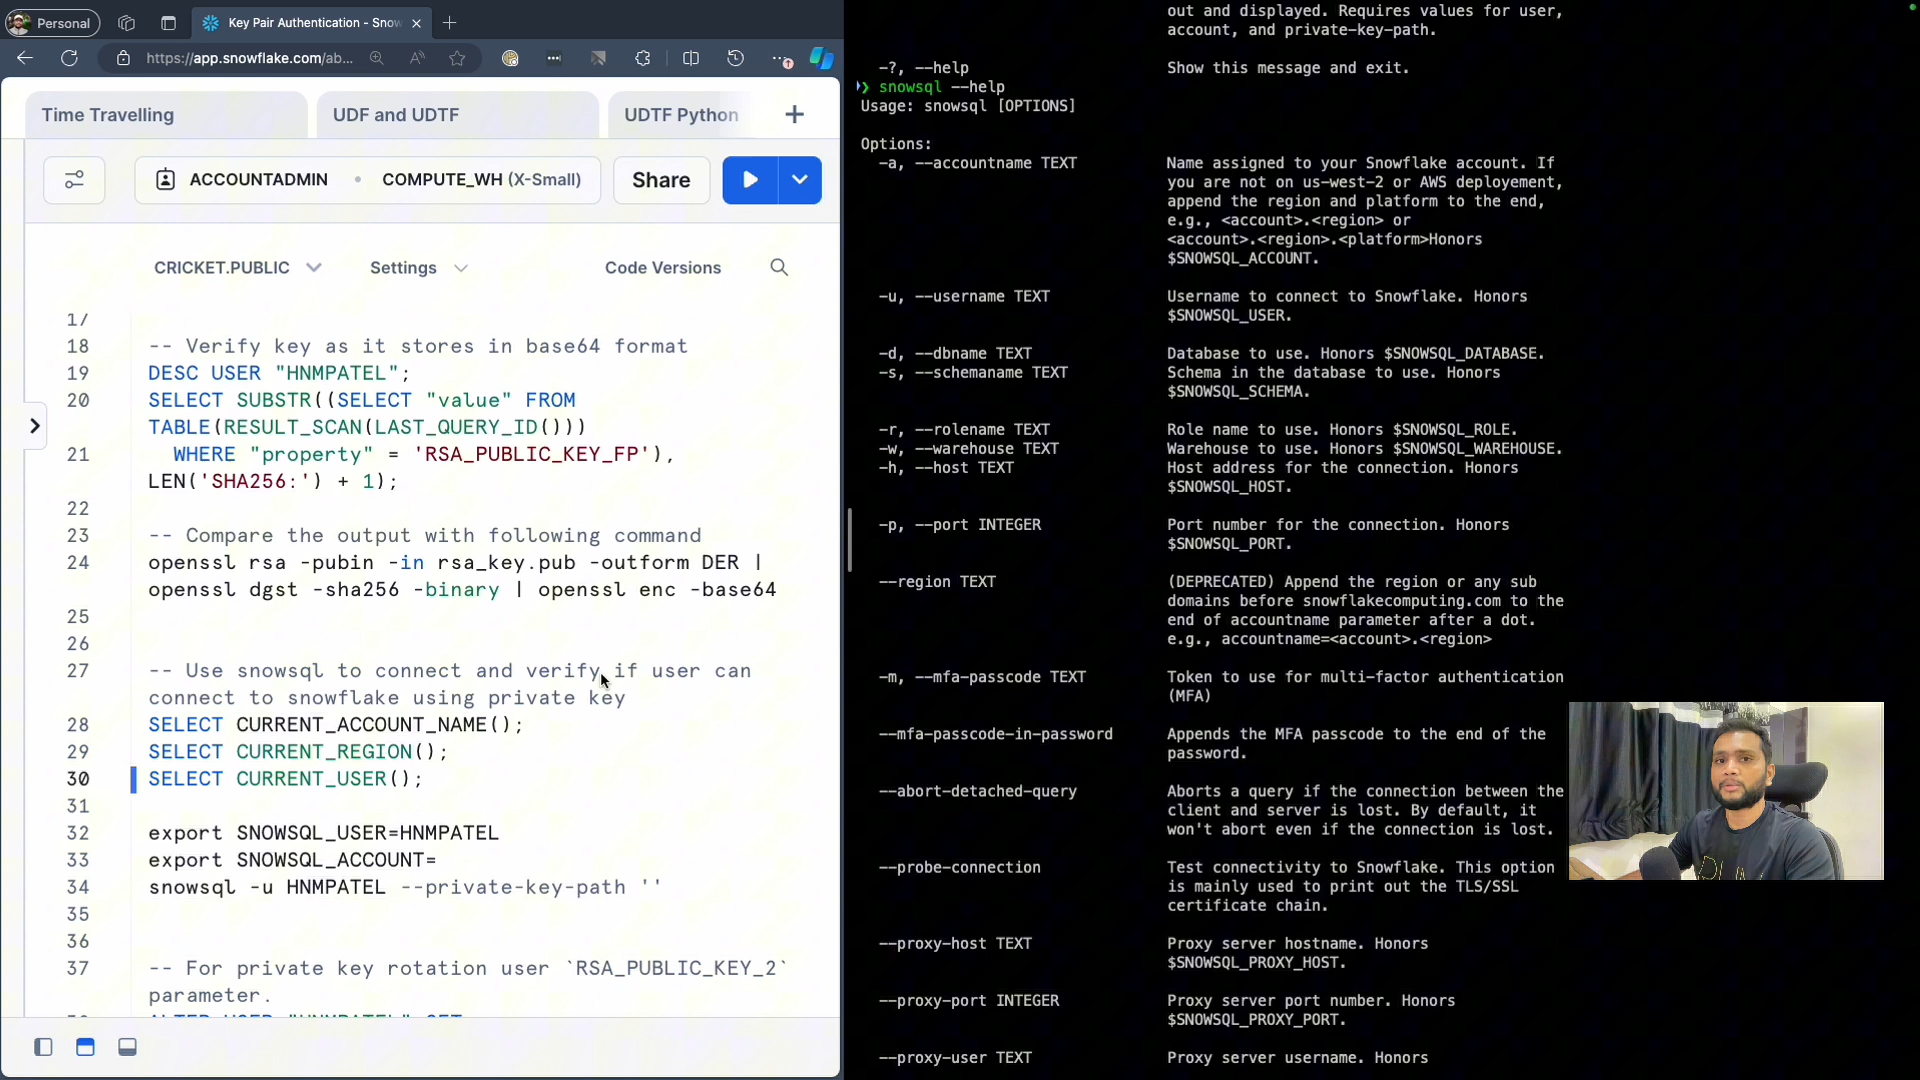 Personal
Key Pair Authentication - Snow
https://app.snowflake.com/ab...
Time Travelling
UDF and UDTF
UDTF Python
ACCOUNTADMIN
COMPUTE_WH (X-Small)
Share
CRICKET.PUBLIC
Settings
Code Versions
17
18 -- Verify key as it stores in base64 format
19 DESC USER "HNMPATEL";
20 SELECT SUBSTR((SELECT "value" FROM
TABLE(RESULT_SCAN(LAST_QUERY_ID()))
21 WHERE "property" = 'RSA_PUBLIC_KEY_FP'),
LEN('SHA256:') + 1);
22
23 -- Compare the output with following command
24 openssl rsa -pubin -in rsa_key.pub -outform DER |
openssl dgst -sha256 -binary | openssl enc -base64
25
26
27 -- Use snowsql to connect and verify if user can
connect to snowflake using private key
28 SELECT CURRENT_ACCOUNT_NAME();
29 SELECT CURRENT_REGION();
30 SELECT CURRENT_USER();
31
32 export SNOWSQL_USER=HNMPATEL
33 export SNOWSQL_ACCOUNT=
34 snowsql -u HNMPATEL --private-key-path ''
35
36
37 -- For private key rotation user `RSA_PUBLIC_KEY_2`
parameter.
ALTER USER "HNMPATEL" SET
out and displayed. Requires values for user,
account, and private-key-path.
-?, --help Show this message and exit.
❯ snowsql --help
Usage: snowsql [OPTIONS]
Options:
-a, --accountname TEXT Name assigned to your Snowflake account. If
you are not on us-west-2 or AWS deployement,
append the region and platform to the end,
e.g., <account>.<region> or
<account>.<region>.<platform>Honors
$SNOWSQL_ACCOUNT.
-u, --username TEXT Username to connect to Snowflake. Honors
$SNOWSQL_USER.
-d, --dbname TEXT Database to use. Honors $SNOWSQL_DATABASE.
-s, --schemaname TEXT Schema in the database to use. Honors
$SNOWSQL_SCHEMA.
-r, --rolename TEXT Role name to use. Honors $SNOWSQL_ROLE.
-w, --warehouse TEXT Warehouse to use. Honors $SNOWSQL_WAREHOUSE.
-h, --host TEXT Host address for the connection. Honors
$SNOWSQL_HOST.
-p, --port INTEGER Port number for the connection. Honors
$SNOWSQL_PORT.
--region TEXT (DEPRECATED) Append the region or any sub
domains before snowflakecomputing.com to the
end of accountname parameter after a dot.
e.g., accountname=<account>.<region>
-m, --mfa-passcode TEXT Token to use for multi-factor authentication
(MFA)
--mfa-passcode-in-password Appends the MFA passcode to the end of the
password.
--abort-detached-query Aborts a query if the connection between the
client and server is lost. By default, it
won't abort even if the connection is lost.
--probe-connection Test connectivity to Snowflake. This option
is mainly used to print out the TLS/SSL
certificate chain.
--proxy-host TEXT Proxy server hostname. Honors
$SNOWSQL_PROXY_HOST.
--proxy-port INTEGER Proxy server port number. Honors
$SNOWSQL_PROXY_PORT.
--proxy-user TEXT Proxy server username. Honors